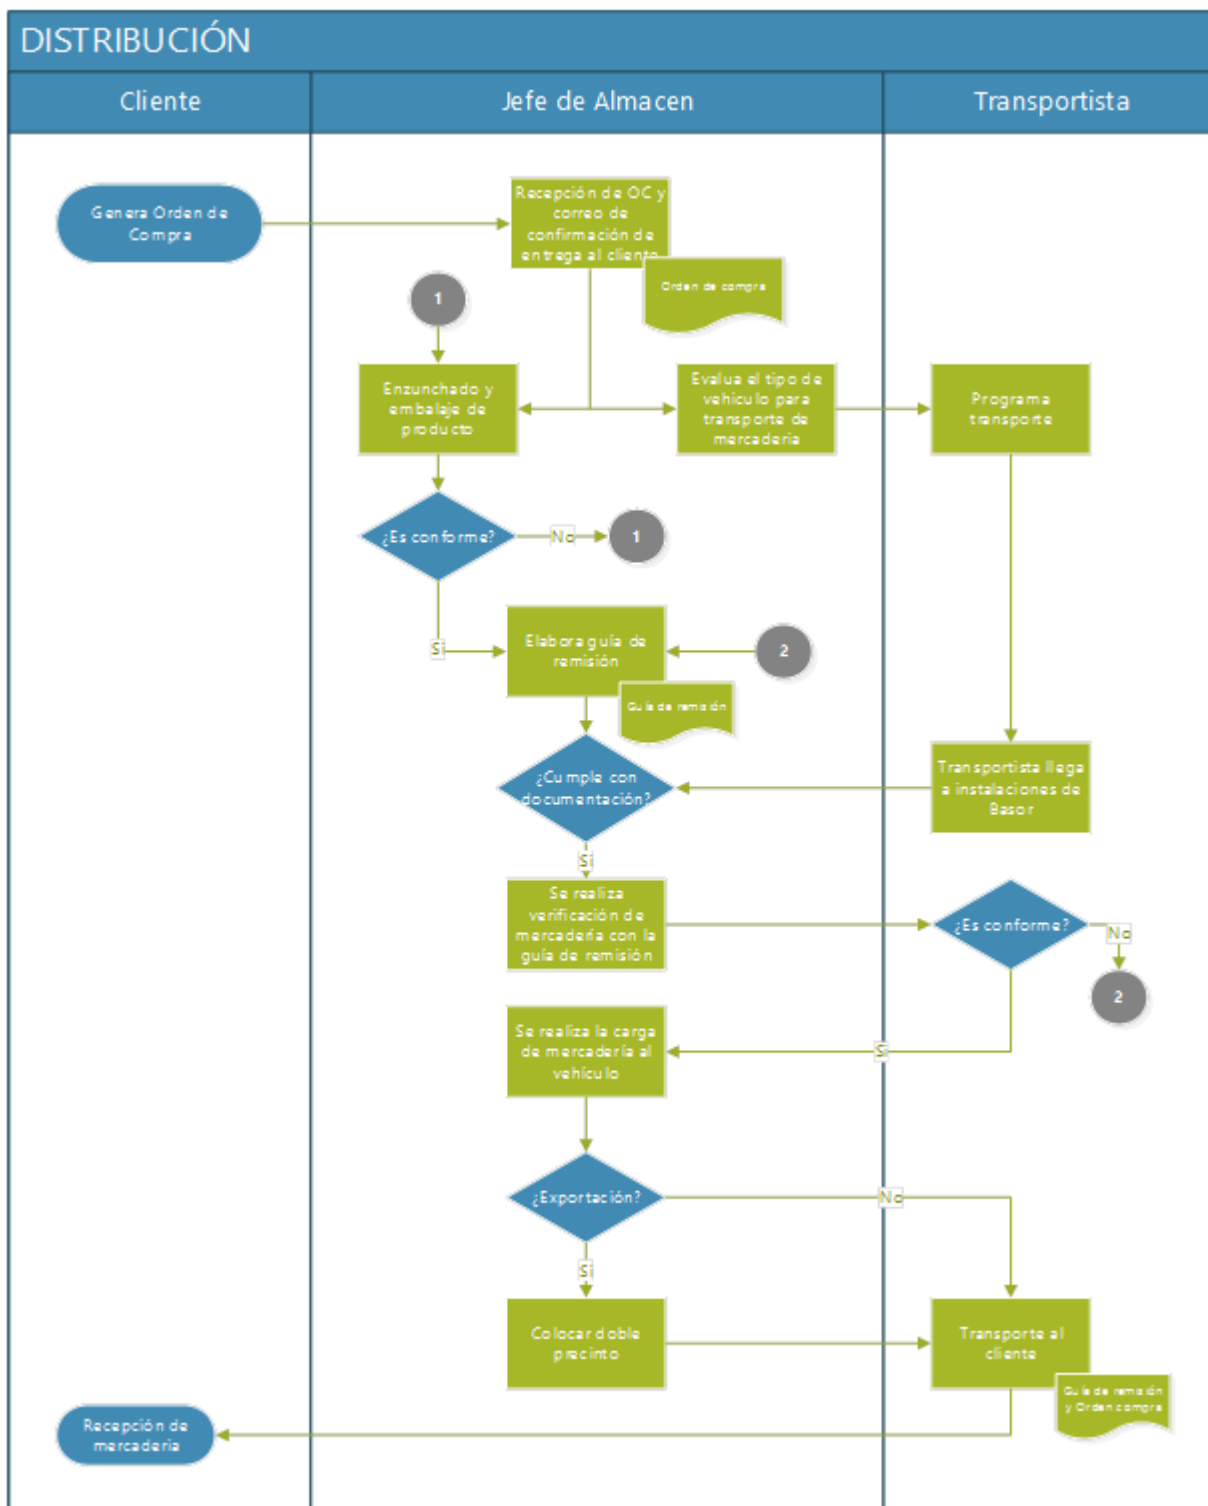 DISTRIBUCIÓN
Cliente
Jefe de Almacen
Transportista
Genera Orden de
Compra
Recepción de OC y
correo de
confirmación de
entrega al cliente
Orden de compra
1
Enzunchado y
embalaje de
producto
Evalua el tipo de
vehiculo para
transporte de
mercaderia
Programa
transporte
¿Es conforme?
No
1
Si
Elabora guía de
remisión
2
Guía de remisión
¿Cumple con
documentación?
Transportista llega
a instalaciones de
Basor
Si
Se realiza
verificación de
mercadería con la
guía de remisión
¿Es conforme?
No
2
Se realiza la carga
de mercadería al
vehículo
Si
¿Exportación?
No
Si
Colocar doble
precinto
Transporte al
cliente
Guía de remisión
y Orden compra
Recepción de
mercaderia